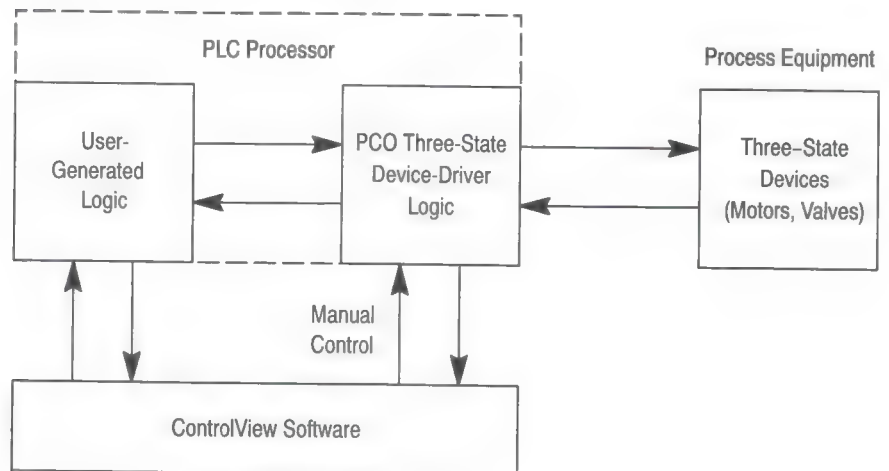 PLC Processor
Process Equipment
User-
Generated
Logic
PCO Three-State
Device-Driver
Logic
Three-State
Devices
(Motors, Valves)
Manual
Control
ControlView Software